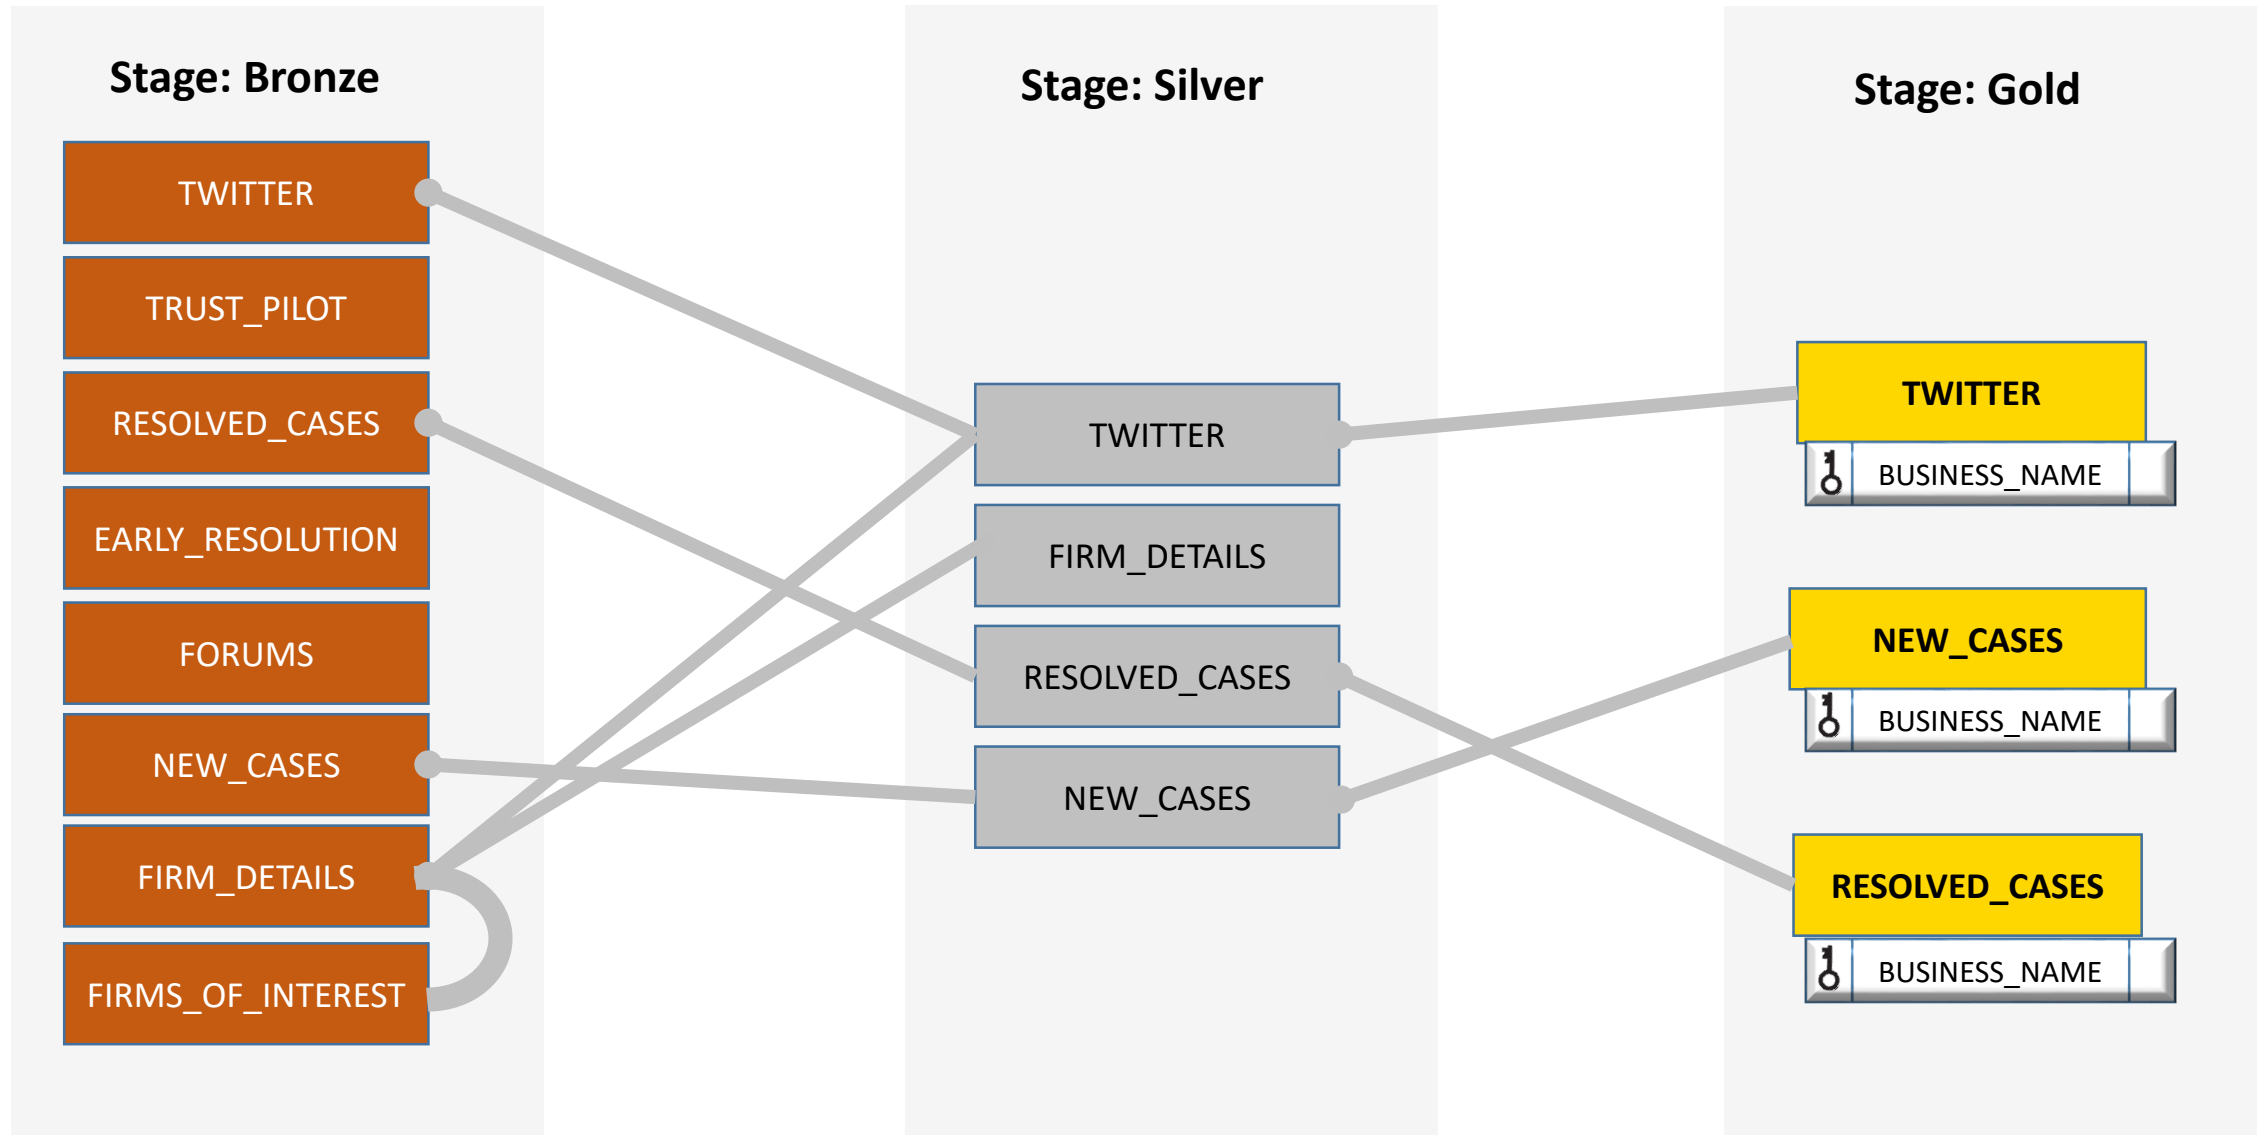 Stage: Bronze
TWITTER
TRUST_PILOT
RESOLVED_CASES
EARLY_RESOLUTION
FORUMS
NEW_CASES
FIRM_DETAILS
FIRMS_OF_INTEREST
Stage: Silver
TWITTER
FIRM_DETAILS
RESOLVED_CASES
NEW_CASES
Stage: Gold
TWITTER
BUSINESS_NAME
NEW_CASES
BUSINESS_NAME
RESOLVED_CASES
BUSINESS_NAME